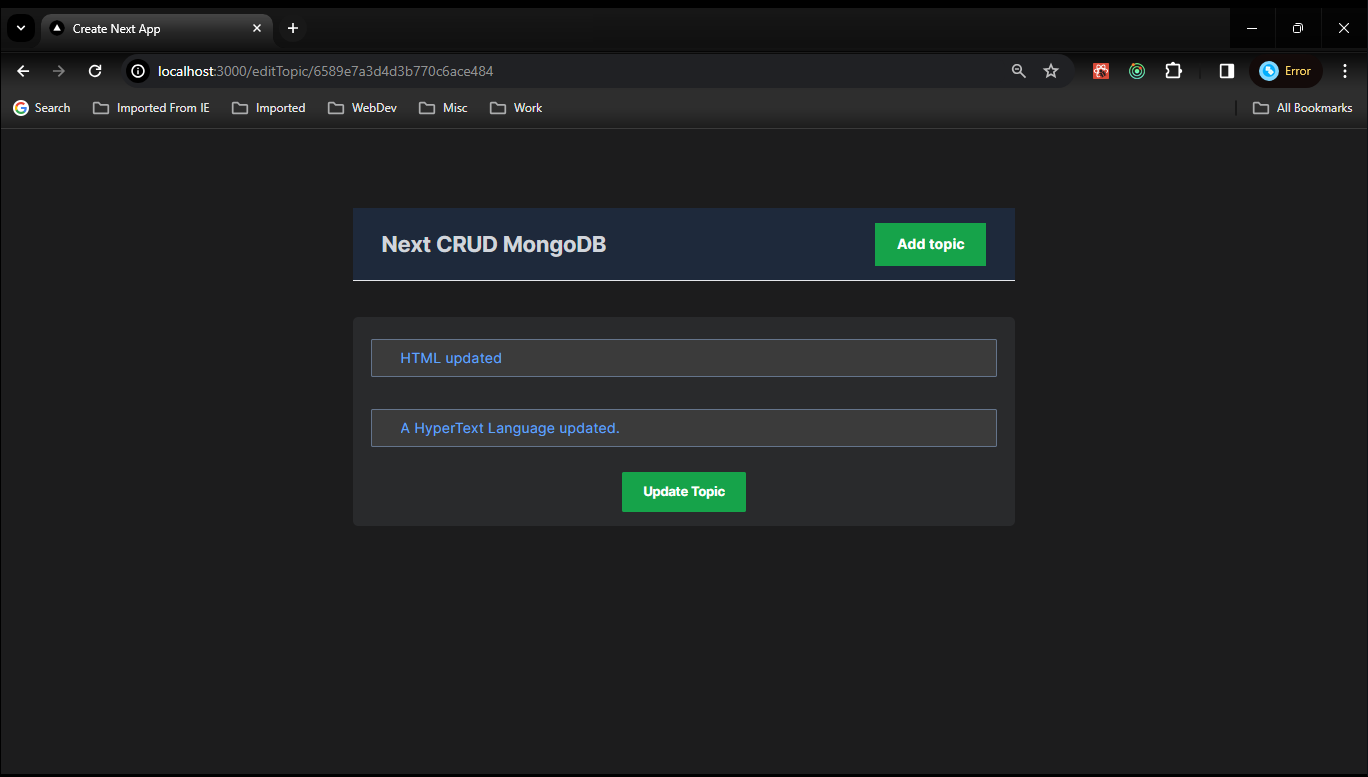 Create Next App
localhost:3000/editTopic/6589e7a3d4d3b770c6ace484
Error
Search
Imported From IE
Imported
WebDev
Misc
Work
All Bookmarks
Next CRUD MongoDB
Add topic
HTML updated
A HyperText Language updated.
Update Topic